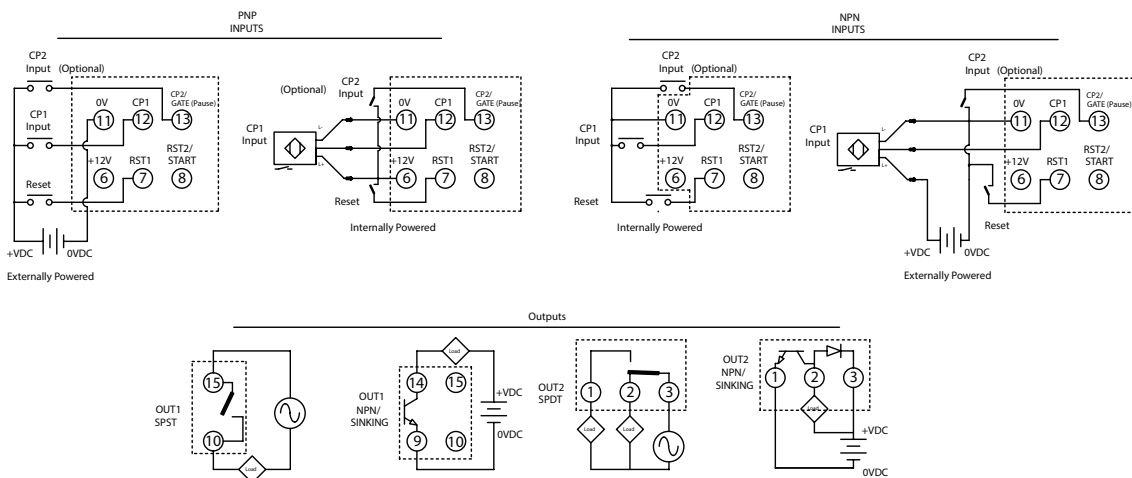 PNP
INPUTS
CP2
Input (Optional)
0V
CP1
CP2/
GATE (Pause)
11
12
13
CP1
Input
+12V
RST1
RST2/
START
6
7
8
Reset
+VDC
0VDC
Externally Powered
(Optional)
CP2
Input
0V
CP1
CP2/
GATE (Pause)
L-
11
12
13
CP1
Input
L+
+12V
RST1
RST2/
START
6
7
8
Reset
Internally Powered
NPN
INPUTS
CP2
Input (Optional)
0V
CP1
CP2/
GATE (Pause)
11
12
13
CP1
Input
+12V
RST1
RST2/
START
6
7
8
Reset
Internally Powered
CP2
Input (Optional)
0V
CP1
CP2/
GATE (Pause)
L-
11
12
13
CP1
Input
L+
+12V
RST1
RST2/
START
6
7
8
Reset
+VDC
0VDC
Externally Powered
Outputs
15
OUT1
SPST
10
Load
Load
14
15
+VDC
OUT1
NPN/
SINKING
0VDC
9
10
OUT2
SPDT
1
2
3
Load
Load
OUT2
NPN/
SINKING
1
2
3
Load
+VDC
0VDC